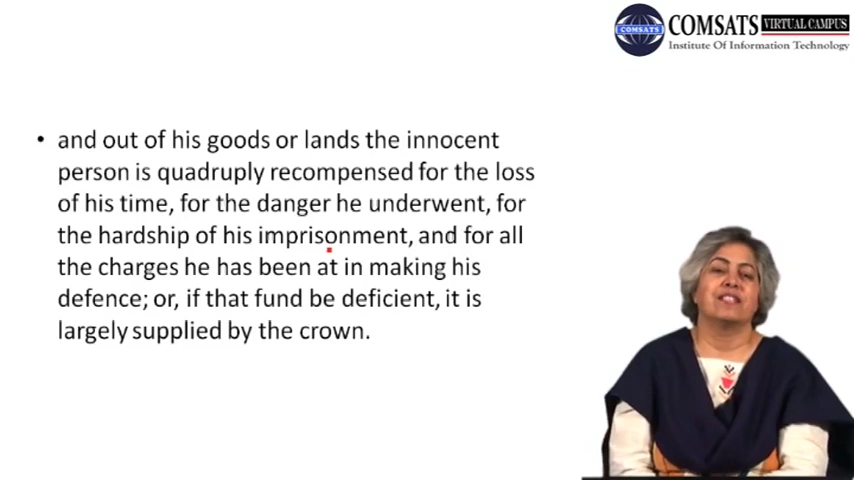 COMSATS
COMSATS VIRTUAL CAMPUS
Institute Of Information Technology
• and out of his goods or lands the innocent
person is quadruply recompensed for the loss
of his time, for the danger he underwent, for
the hardship of his imprisonment, and for all
the charges he has been at in making his
defence; or, if that fund be deficient, it is
largely supplied by the crown.